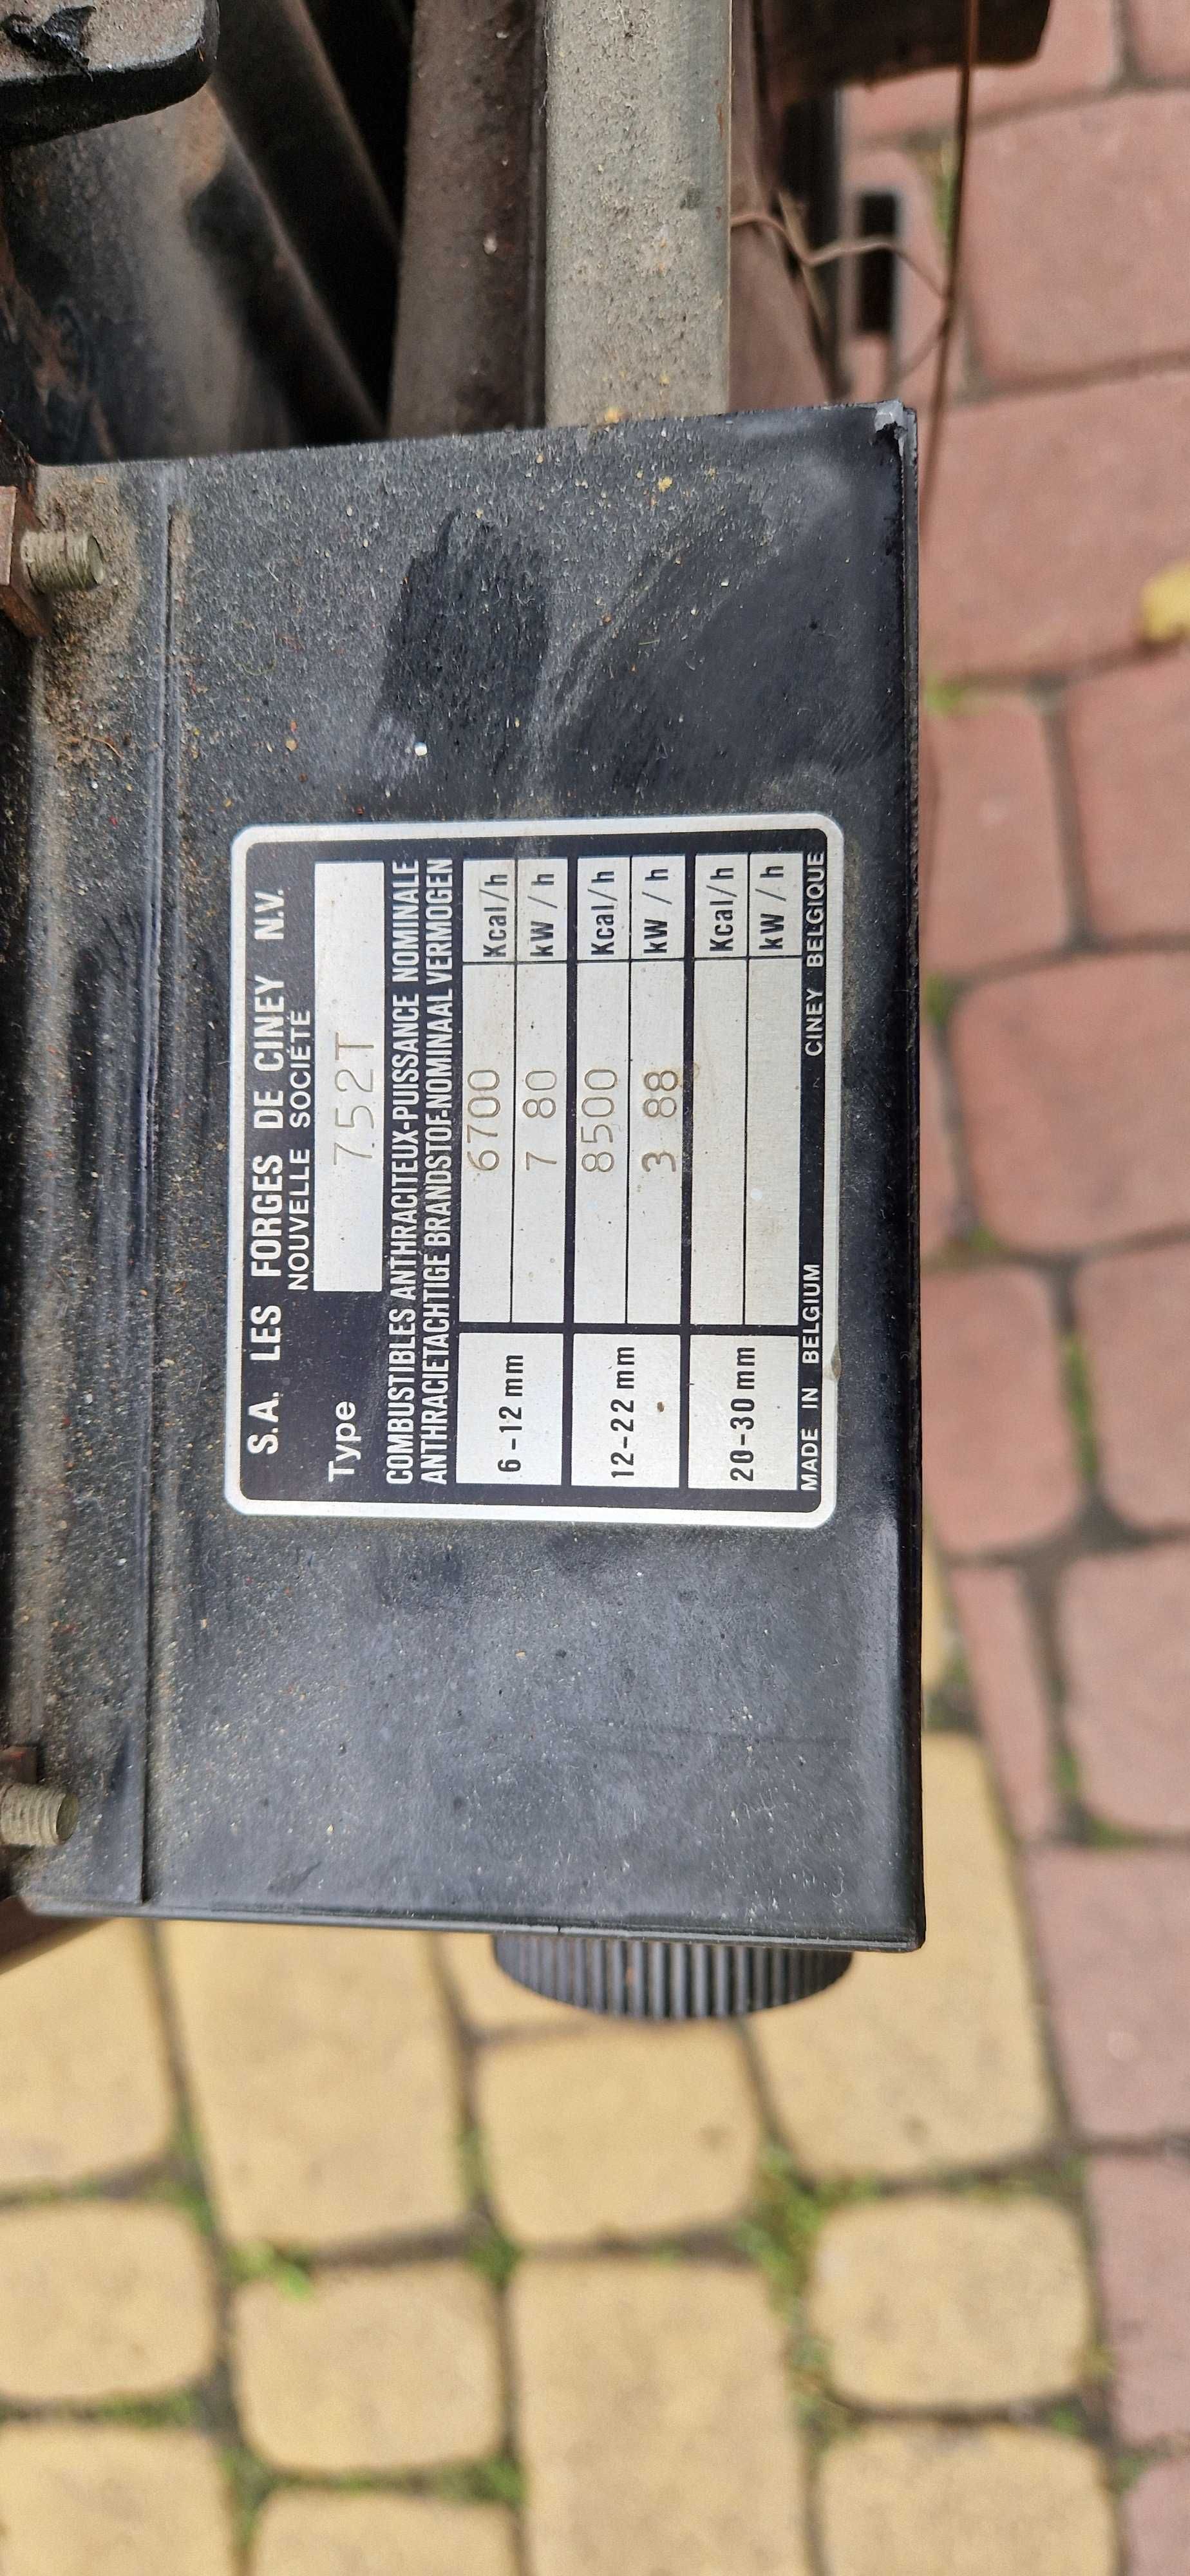 S.A. LES FORGES DE CINEY N.V.
NOUVELLE SOCIÉTÉ
Type 752T
COMBUSTIBLES ANTHRACITEUX-PUISSANCE NOMINALE
ANTHRACIETACHTIGE BRANDSTOF-NOMINAAL VERMOGEN
6-12 mm 6700 Kcal/h
7 80 kW / h
12-22 mm 8500 Kcal/h
3 88 kW / h
20-30 mm Kcal/h
kW / h
MADE IN BELGIUM CINEY BELGIQUE